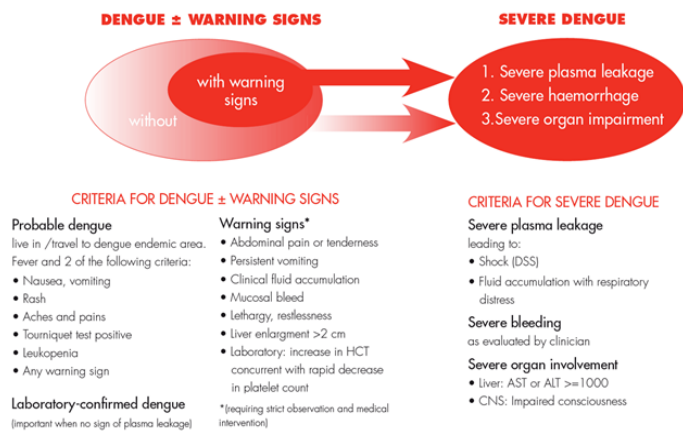 DENGUE ± WARNING SIGNS
with warning
signs
without
SEVERE DENGUE
1. Severe plasma leakage
2. Severe haemorrhage
3.Severe organ impairment
CRITERIA FOR DENGUE ± WARNING SIGNS
Probable dengue
live in /travel to dengue endemic area.
Fever and 2 of the following criteria:
• Nausea, vomiting
• Rash
• Aches and pains
• Tourniquet test positive
• Leukopenia
• Any warning sign
Laboratory-confirmed dengue
(important when no sign of plasma leakage)
Warning signs*
• Abdominal pain or tenderness
• Persistent vomiting
• Clinical fluid accumulation
• Mucosal bleed
• Lethargy, restlessness
• Liver enlargment >2 cm
• Laboratory: increase in HCT
concurrent with rapid decrease
in platelet count
*(requiring strict observation and medical
intervention)
CRITERIA FOR SEVERE DENGUE
Severe plasma leakage
leading to:
• Shock (DSS)
• Fluid accumulation with respiratory
distress
Severe bleeding
as evaluated by clinician
Severe organ involvement
• Liver: AST or ALT >=1000
• CNS: Impaired consciousness